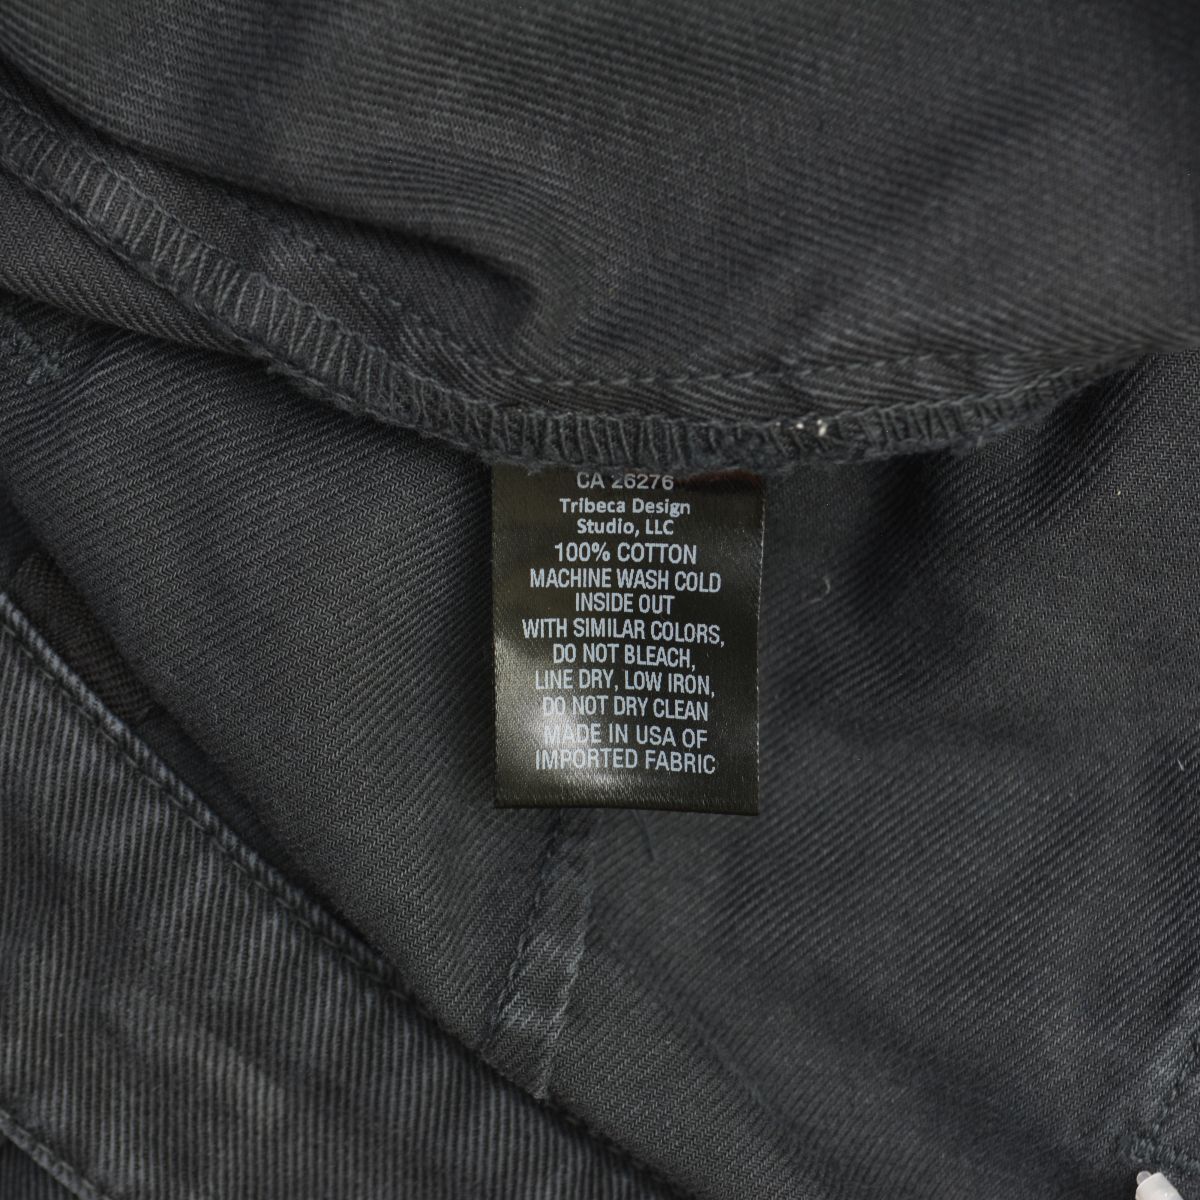 CA 26276
Tribeca Design
Studio, LLC
100% COTTON
MACHINE WASH COLD
INSIDE OUT
WITH SIMILAR COLORS,
DO NOT BLEACH,
LINE DRY, LOW IRON,
DO NOT DRY CLEAN
MADE IN USA OF
IMPORTED FABRIC